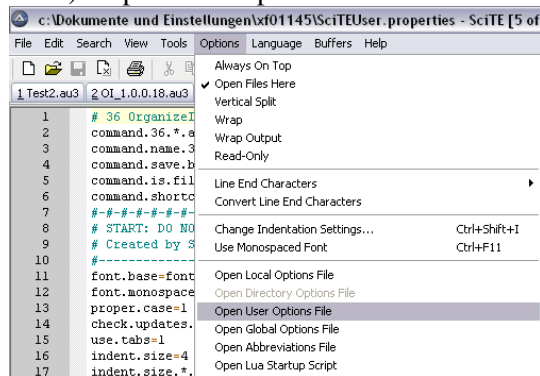 c:\Dokumente und Einstellungen\xf01145\SciTEUser.properties - SciTE [5 of
File Edit Search View Tools Options Language Buffers Help
1 Test2.au3 2 OI_1.0.0.18.au3
Always On Top
Open Files Here
Vertical Split
Wrap
Wrap Output
Read-Only
Line End Characters
Convert Line End Characters
Change Indentation Settings... Ctrl+Shift+I
Use Monospaced Font Ctrl+F11
Open Local Options File
Open Directory Options File
Open User Options File
Open Global Options File
Open Abbreviations File
Open Lua Startup Script
1 # 36 OrganizeI
2 command.36.*.a
3 command.name.3
4 command.save.b
5 command.is.fil
6 command.shortc
7 #-#-#-#-#-#-
8 # START: DO NO
9 # Created by S
10 #--------------
11 font.base=font
12 font.monospace
13 proper.case=1
14 check.updates.
15 use.tabs=1
16 indent.size=4
17 indent.size.*.